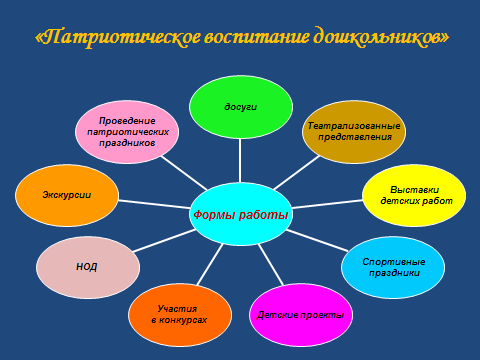 «Патриотическое воспитание дошкольников»
досуги
Театрализованные
представления
Выставки
детских работ
Спортивные
праздники
Детские проекты
Участия
в конкурсах
НОД
Экскурсии
Проведение
патриотических
праздников
Формы работы